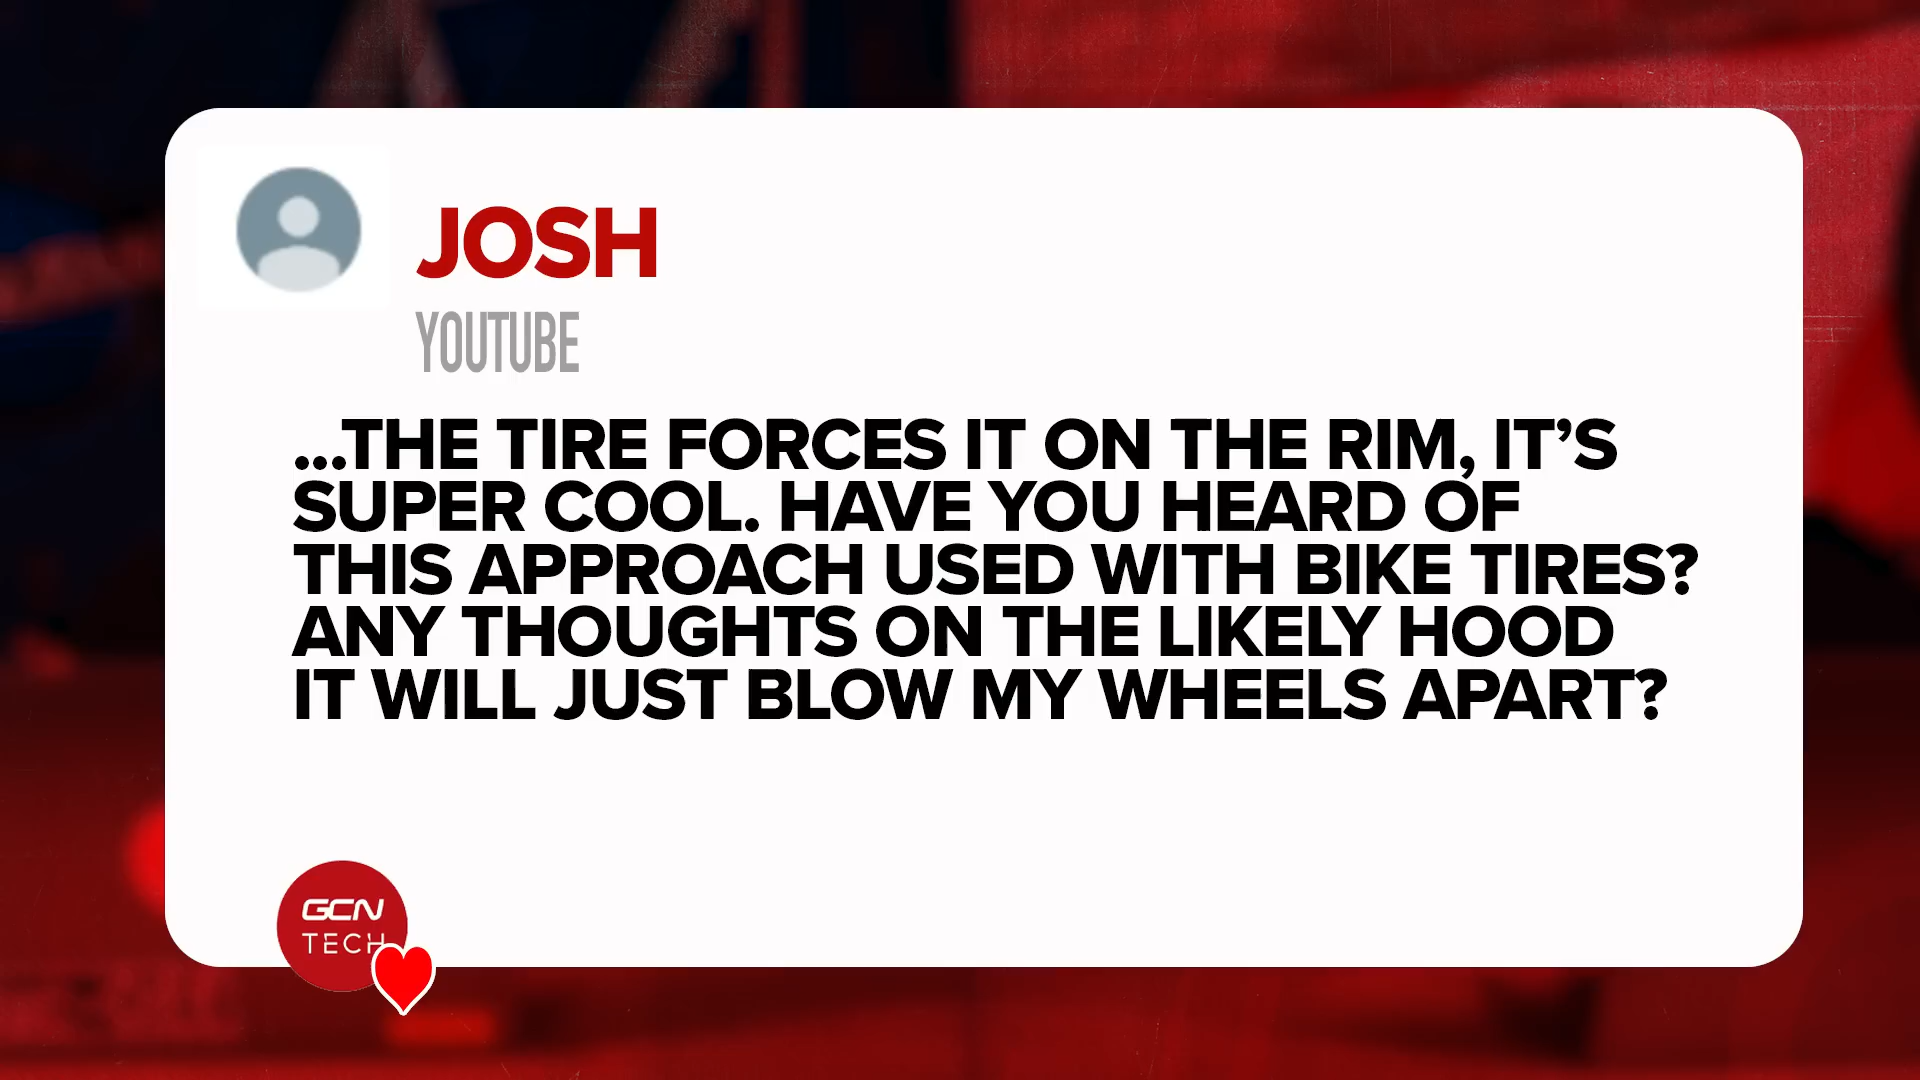 JOSH
YOUTUBE
...THE TIRE FORCES IT ON THE RIM, IT’S
SUPER COOL. HAVE YOU HEARD OF
THIS APPROACH USED WITH BIKE TIRES?
ANY THOUGHTS ON THE LIKELY HOOD
IT WILL JUST BLOW MY WHEELS APART?
GCN
TECH